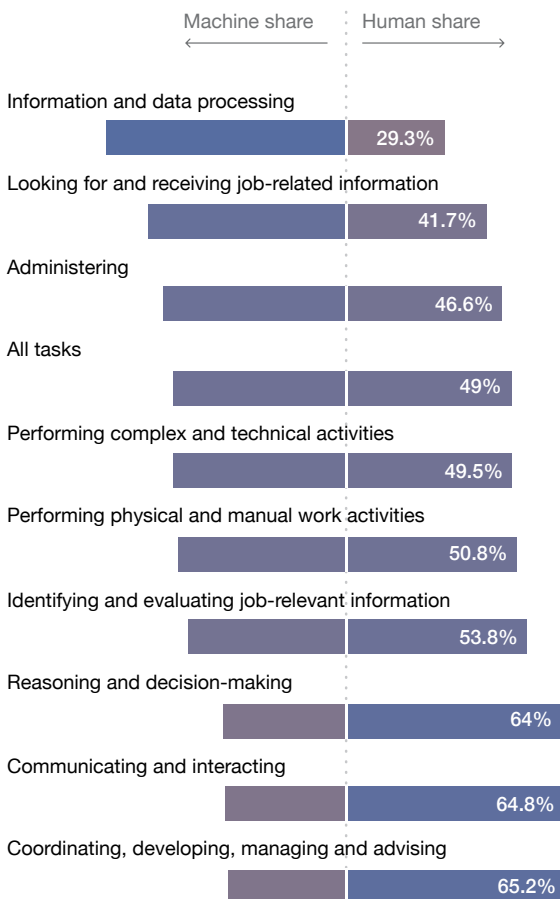 Machine share Human share
Information and data processing
29.3%
Looking for and receiving job-related information
41.7%
Administering
46.6%
All tasks
49%
Performing complex and technical activities
49.5%
Performing physical and manual work activities
50.8%
Identifying and evaluating job-relevant information
53.8%
Reasoning and decision-making
64%
Communicating and interacting
64.8%
Coordinating, developing, managing and advising
65.2%